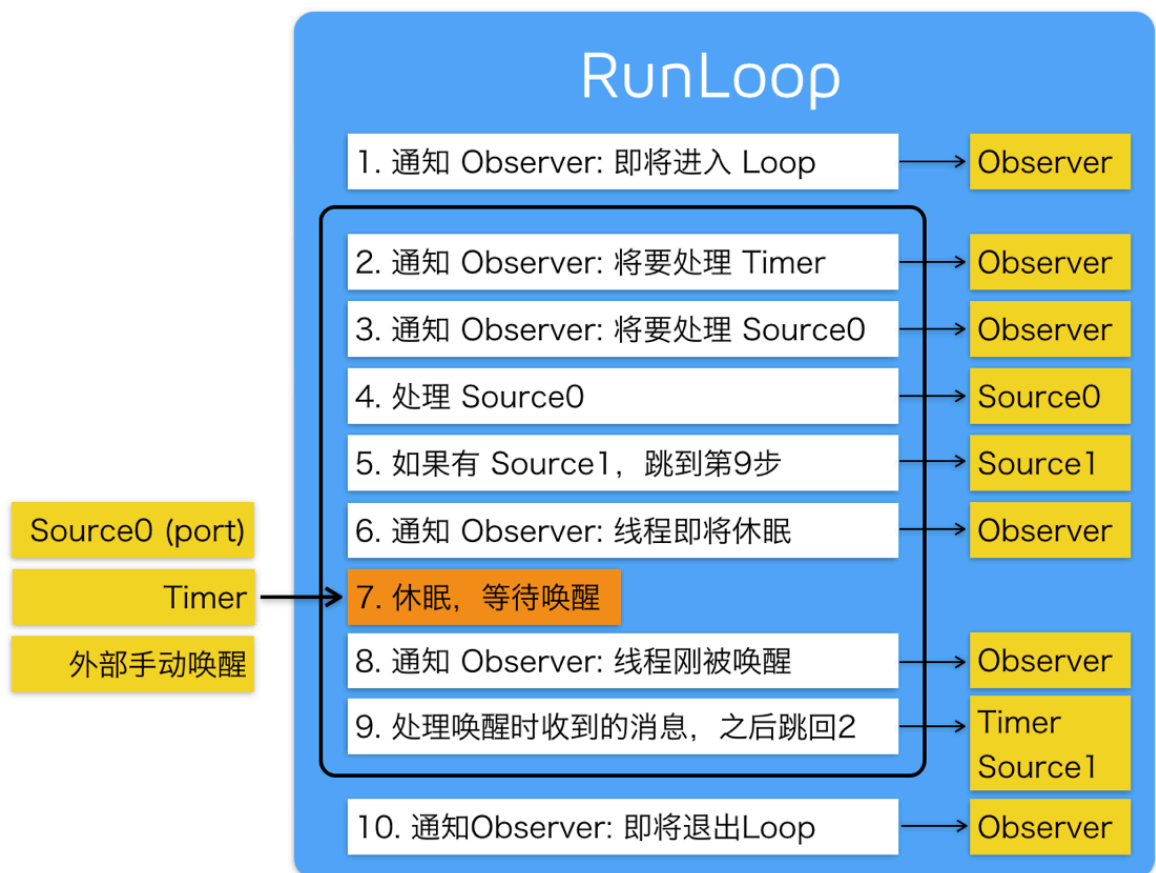 RunLoop
1. 通知 Observer: 即将进入 Loop
Observer
2. 通知 Observer: 将要处理 Timer
Observer
3. 通知 Observer: 将要处理 Source0
Observer
4. 处理 Source0
Source0
5. 如果有 Source1，跳到第9步
Source1
Source0 (port)
6. 通知 Observer: 线程即将休眠
Observer
Timer
7. 休眠，等待唤醒
外部手动唤醒
8. 通知 Observer: 线程刚被唤醒
Observer
9. 处理唤醒时收到的消息，之后跳回2
Timer
Source1
10. 通知Observer: 即将退出Loop
Observer